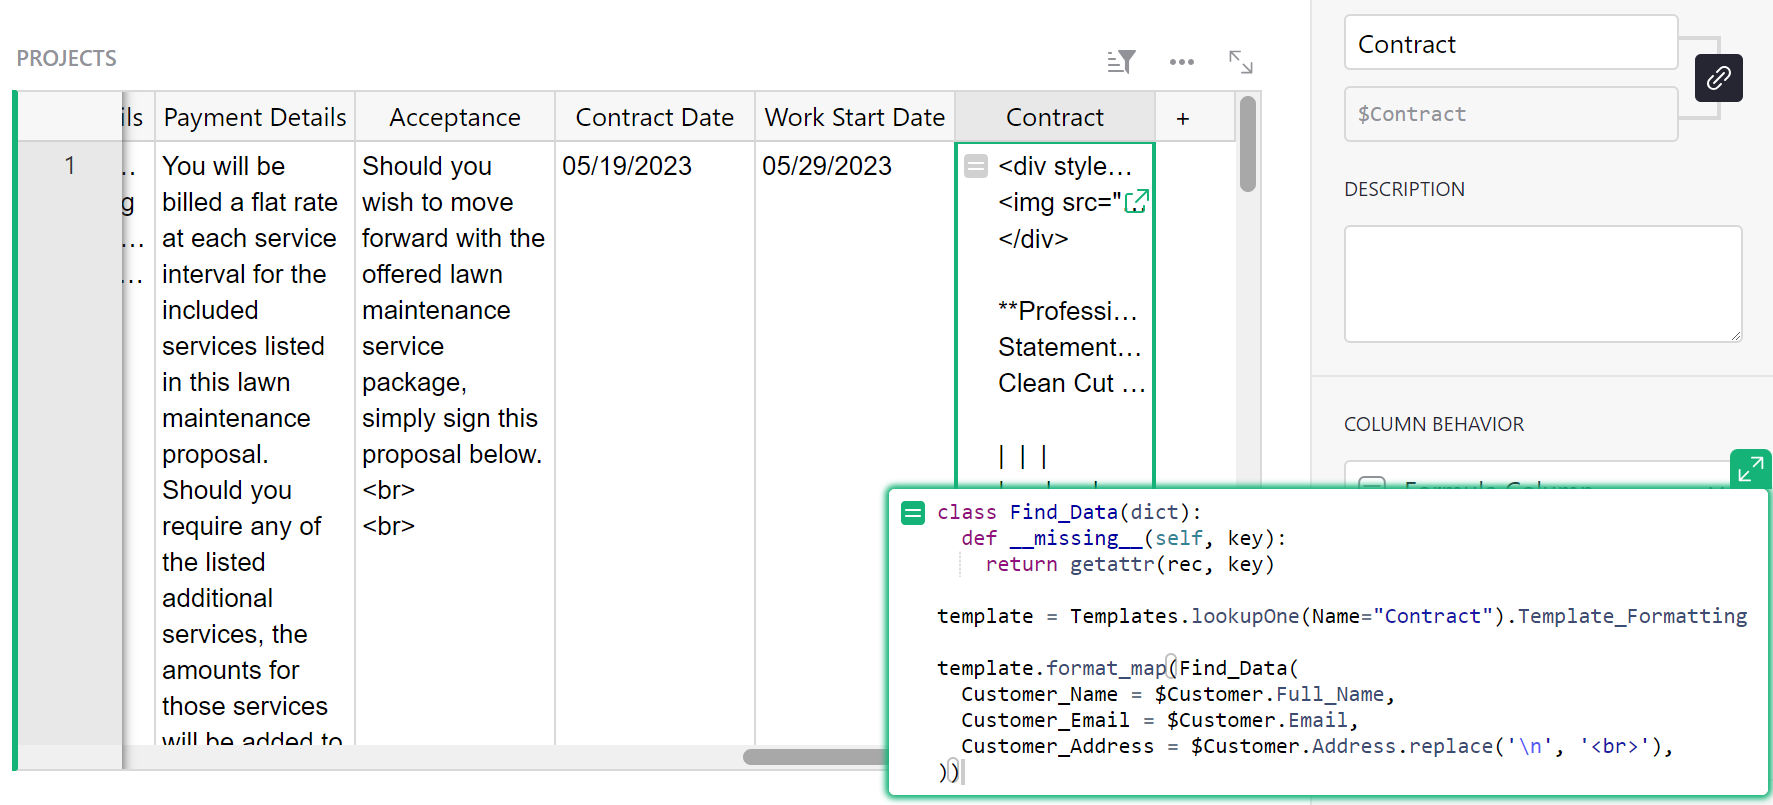 PROJECTS
ils
Payment Details
Acceptance
Contract Date
Work Start Date
Contract
+
1
..
g
...
...
You will be
billed a flat rate
at each service
interval for the
included
services listed
in this lawn
maintenance
proposal.
Should you
require any of
the listed
additional
services, the
amounts for
those services
will be added to
Should you
wish to move
forward with the
offered lawn
maintenance
service
package,
simply sign this
proposal below.
<br>
<br>
05/19/2023
05/29/2023
<div style...
<img src="...
</div>
**Professi...
Statement...
Clean Cut ...
| | |
Contract
$Contract
DESCRIPTION
COLUMN BEHAVIOR
Formula Column
class Find_Data(dict):
  def __missing__(self, key):
    return getattr(rec, key)
template = Templates.lookupOne(Name="Contract").Template_Formatting
template.format_map(Find_Data(
  Customer_Name = $Customer.Full_Name,
  Customer_Email = $Customer.Email,
  Customer_Address = $Customer.Address.replace('\n', '<br>'),
))